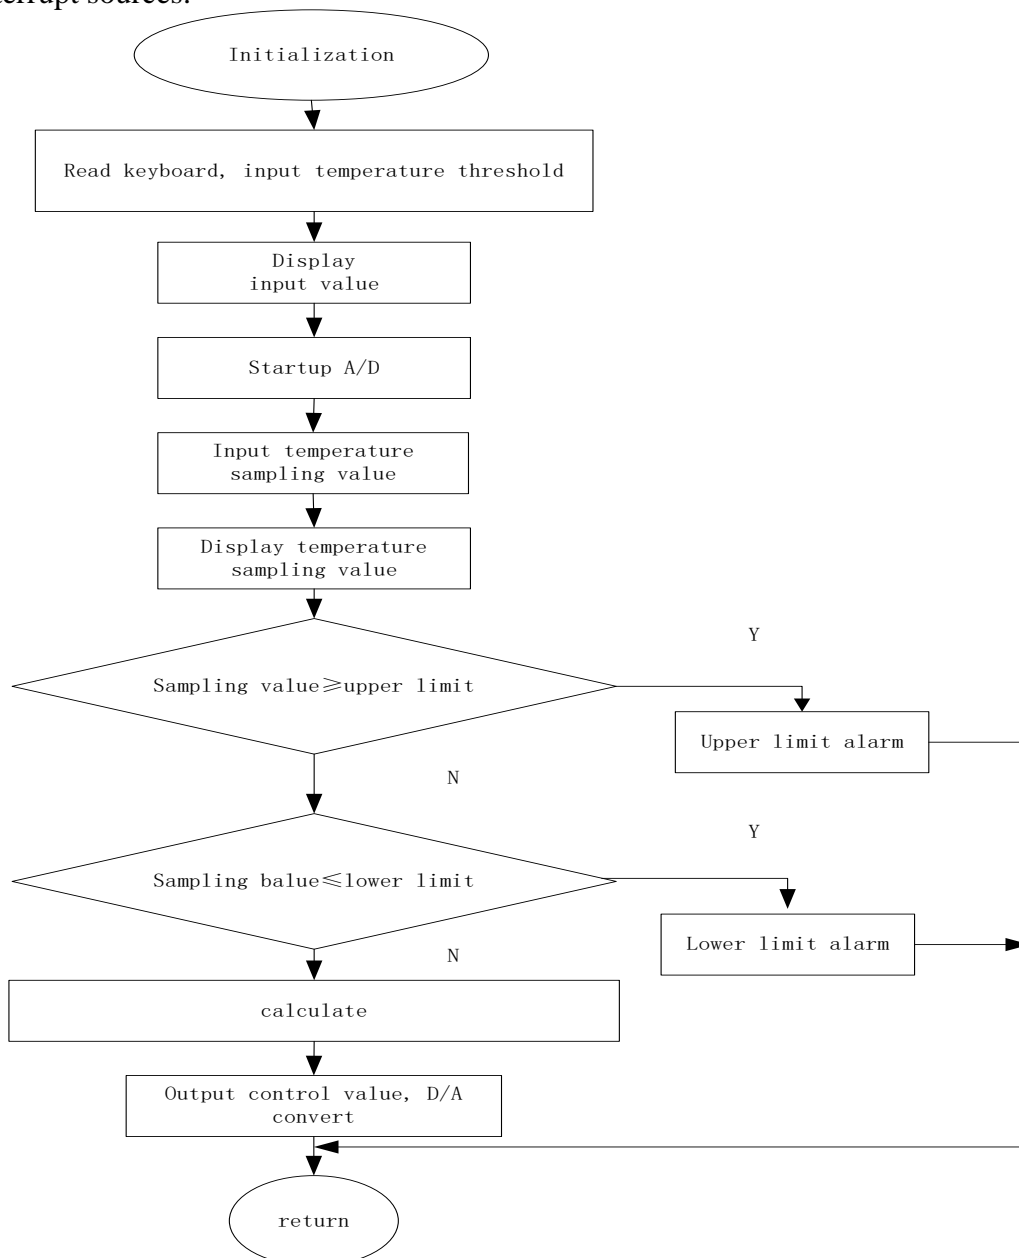 terrupt sources.
Initialization
Read keyboard, input temperature threshold
Display
input value
Startup A/D
Input temperature
sampling value
Display temperature
sampling value
Y
Sampling value≥upper limit
Upper limit alarm
N
Y
Sampling balue≤lower limit
Lower limit alarm
N
calculate
Output control value, D/A
convert
return